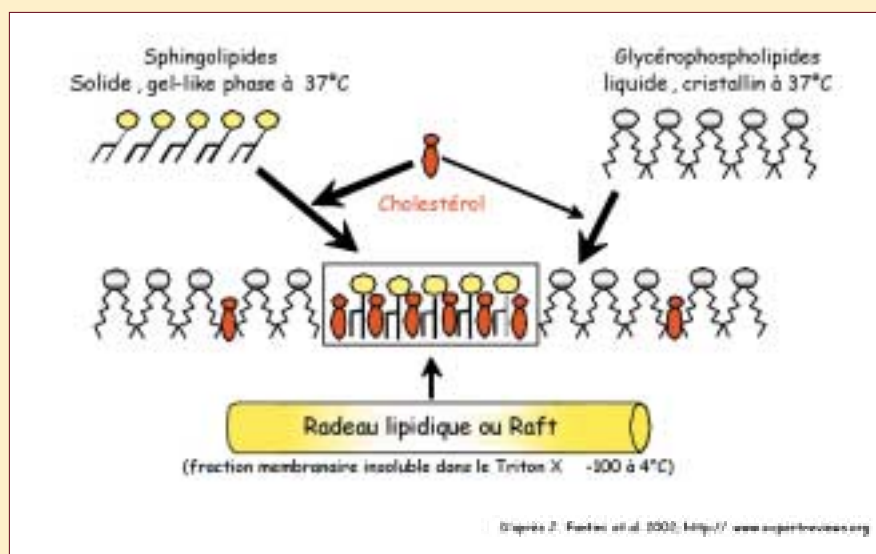 Sphingolipides
Solide , gel-like phase à 37°C
Glycérophospholipides
liquide , cristallin à 37°C
Cholestérol
Radeau lipidique ou Raft
(fraction membranaire insoluble dans le Triton X -100 à 4°C)
D'après J. Fantini et al. 2002, http:// www.expertreviews.org